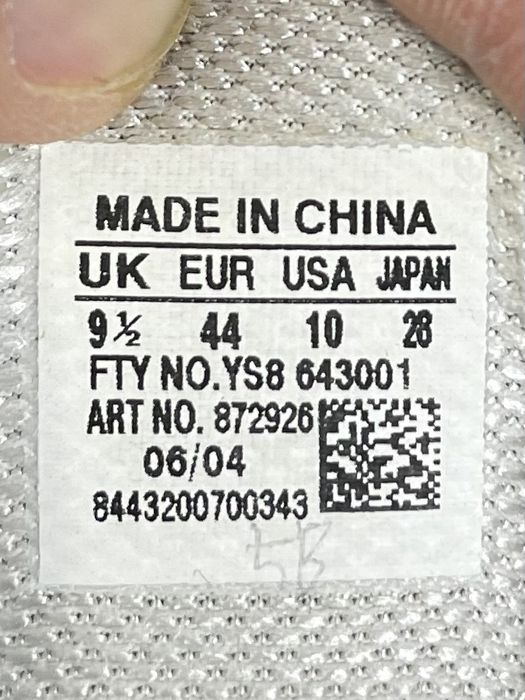 MADE IN CHINA
UK EUR USA JAPAN
9½ 44 10 28
FTY NO.YS8 643001
ART NO. 872926
06/04
8443200700343